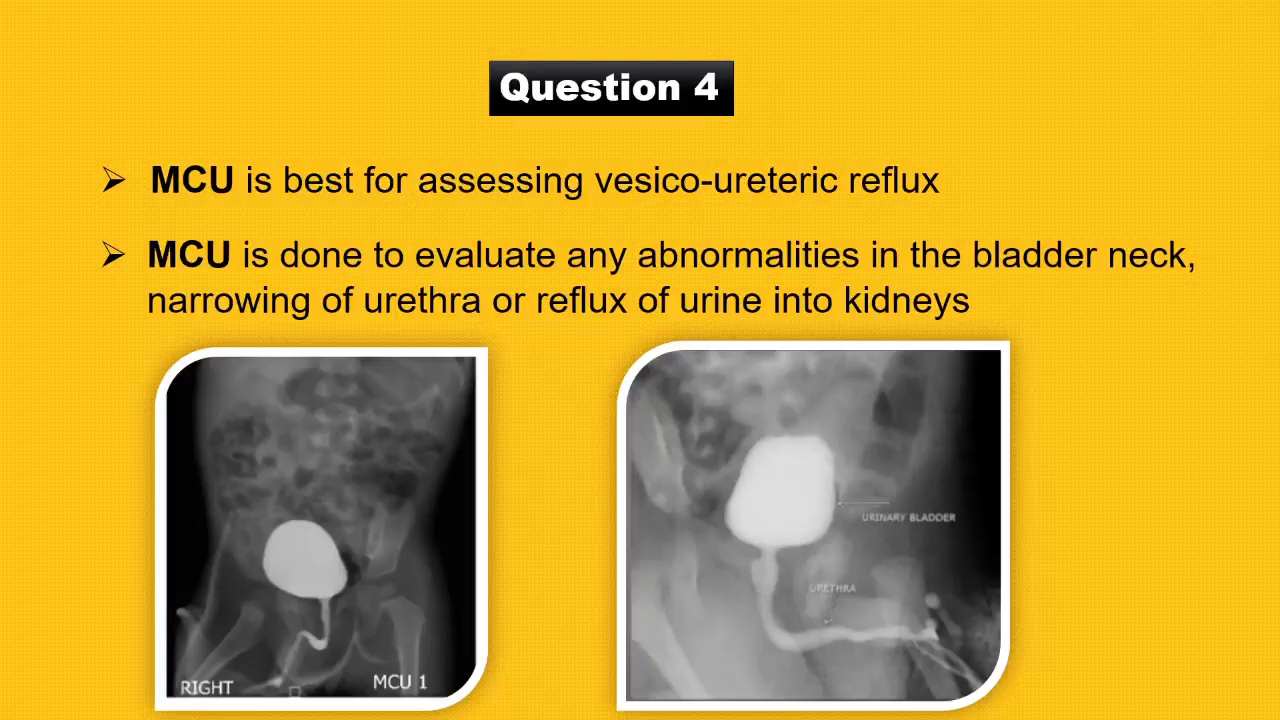 Question 4
➢ MCU is best for assessing vesico-ureteric reflux
➢ MCU is done to evaluate any abnormalities in the bladder neck,
narrowing of urethra or reflux of urine into kidneys
RIGHT
MCU 1
URINARY BLADDER
URETHRA